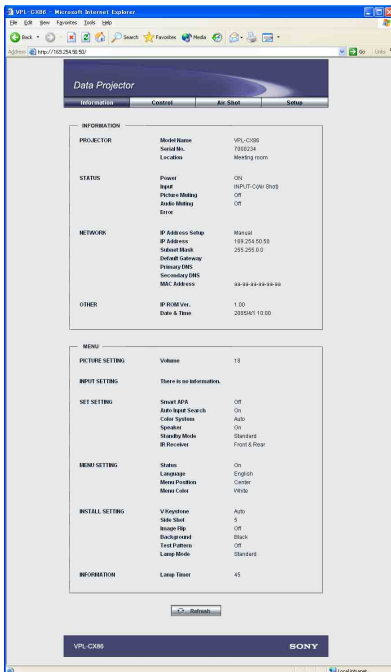 VPL-CX86 - Microsoft Internet Explorer
File Edit View Favorites Tools Help
Back Search Favorites Media
Address http://169.254.50.50/ Go Links
Data Projector
Information Control Air Shot Setup
INFORMATION
PROJECTOR Model Name VPL-CX86
Serial No. 7000234
Location Meeting room
STATUS Power ON
Input INPUT-C(Air Shot)
Picture Muting Off
Audio Muting Off
Error
NETWORK IP Address Setup Manual
IP Address 169.254.50.50
Subnet Mask 255.255.0.0
Default Gateway
Primary DNS
Secondary DNS
MAC Address aa-aa-aa-aa-aa-aa
OTHER IP ROM Ver. 1.00
Date & Time 2005/4/1 10:00
MENU
PICTURE SETTING Volume 18
INPUT SETTING There is no information.
SET SETTING Smart APA Off
Auto Input Search On
Color System Auto
Speaker On
Standby Mode Standard
IR Receiver Front & Rear
MENU SETTING Status On
Language English
Menu Position Center
Menu Color White
INSTALL SETTING V Keystone Auto
Side Shot 5
Image Flip Off
Background Black
Test Pattern Off
Lamp Mode Standard
INFORMATION Lamp Timer 45
Refresh
VPL-CX86 SONY
Local intranet